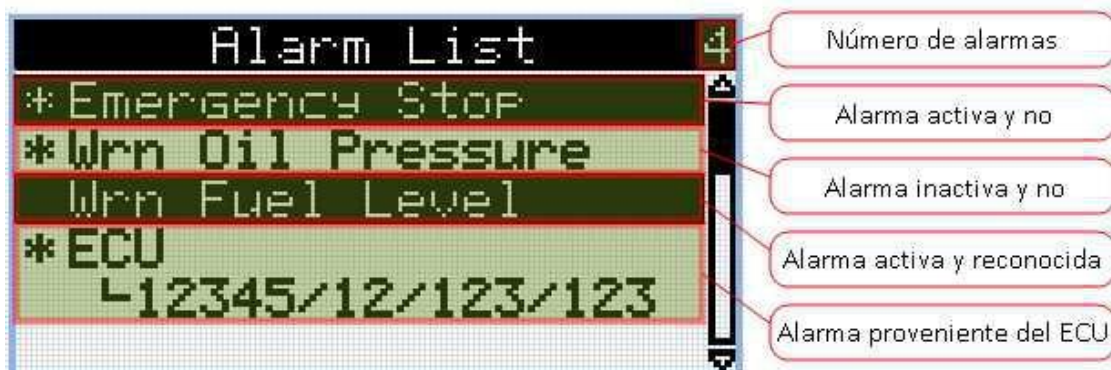 Alarm List 4
* Emergency Stop
* Wrn Oil Pressure
Wrn Fuel Level
* ECU
└12345/12/123/123
Número de alarmas
Alarma activa y no
Alarma inactiva y no
Alarma activa y reconocida
Alarma proveniente del ECU